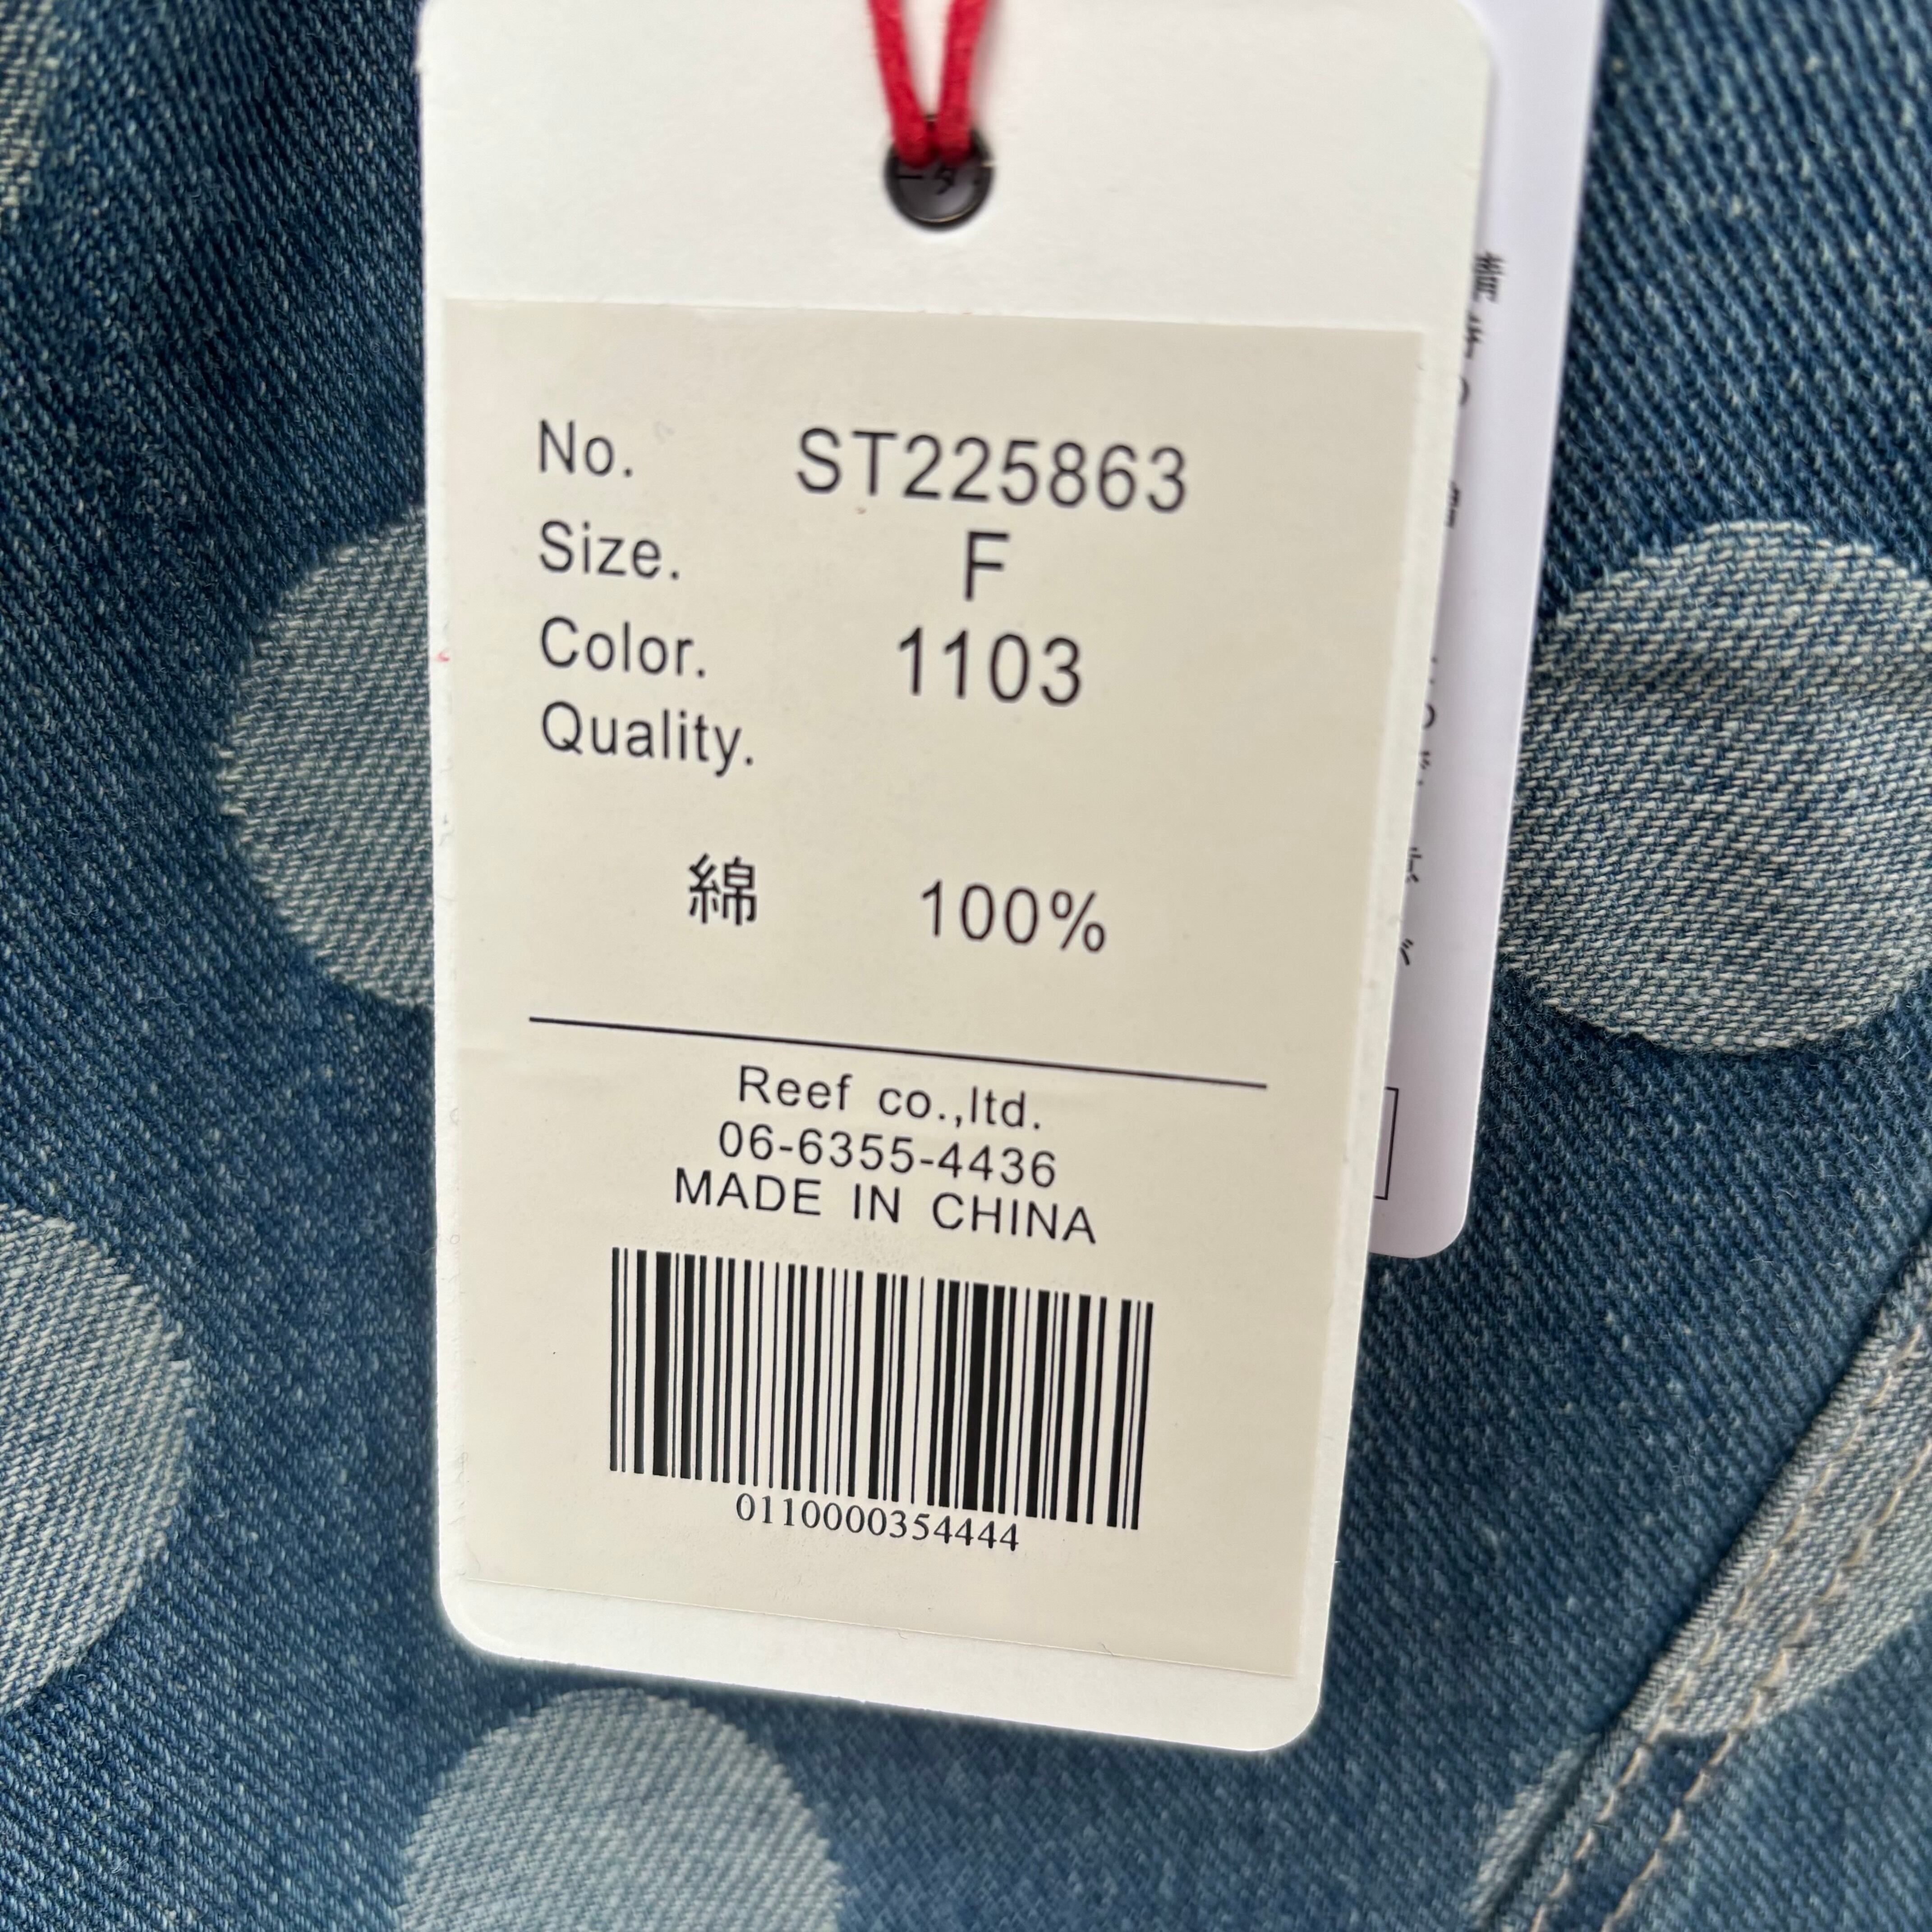 No. ST225863
Size. F
Color. 1103
Quality.
綿 100%
Reef co.,ltd.
06-6355-4436
MADE IN CHINA
0110000354444